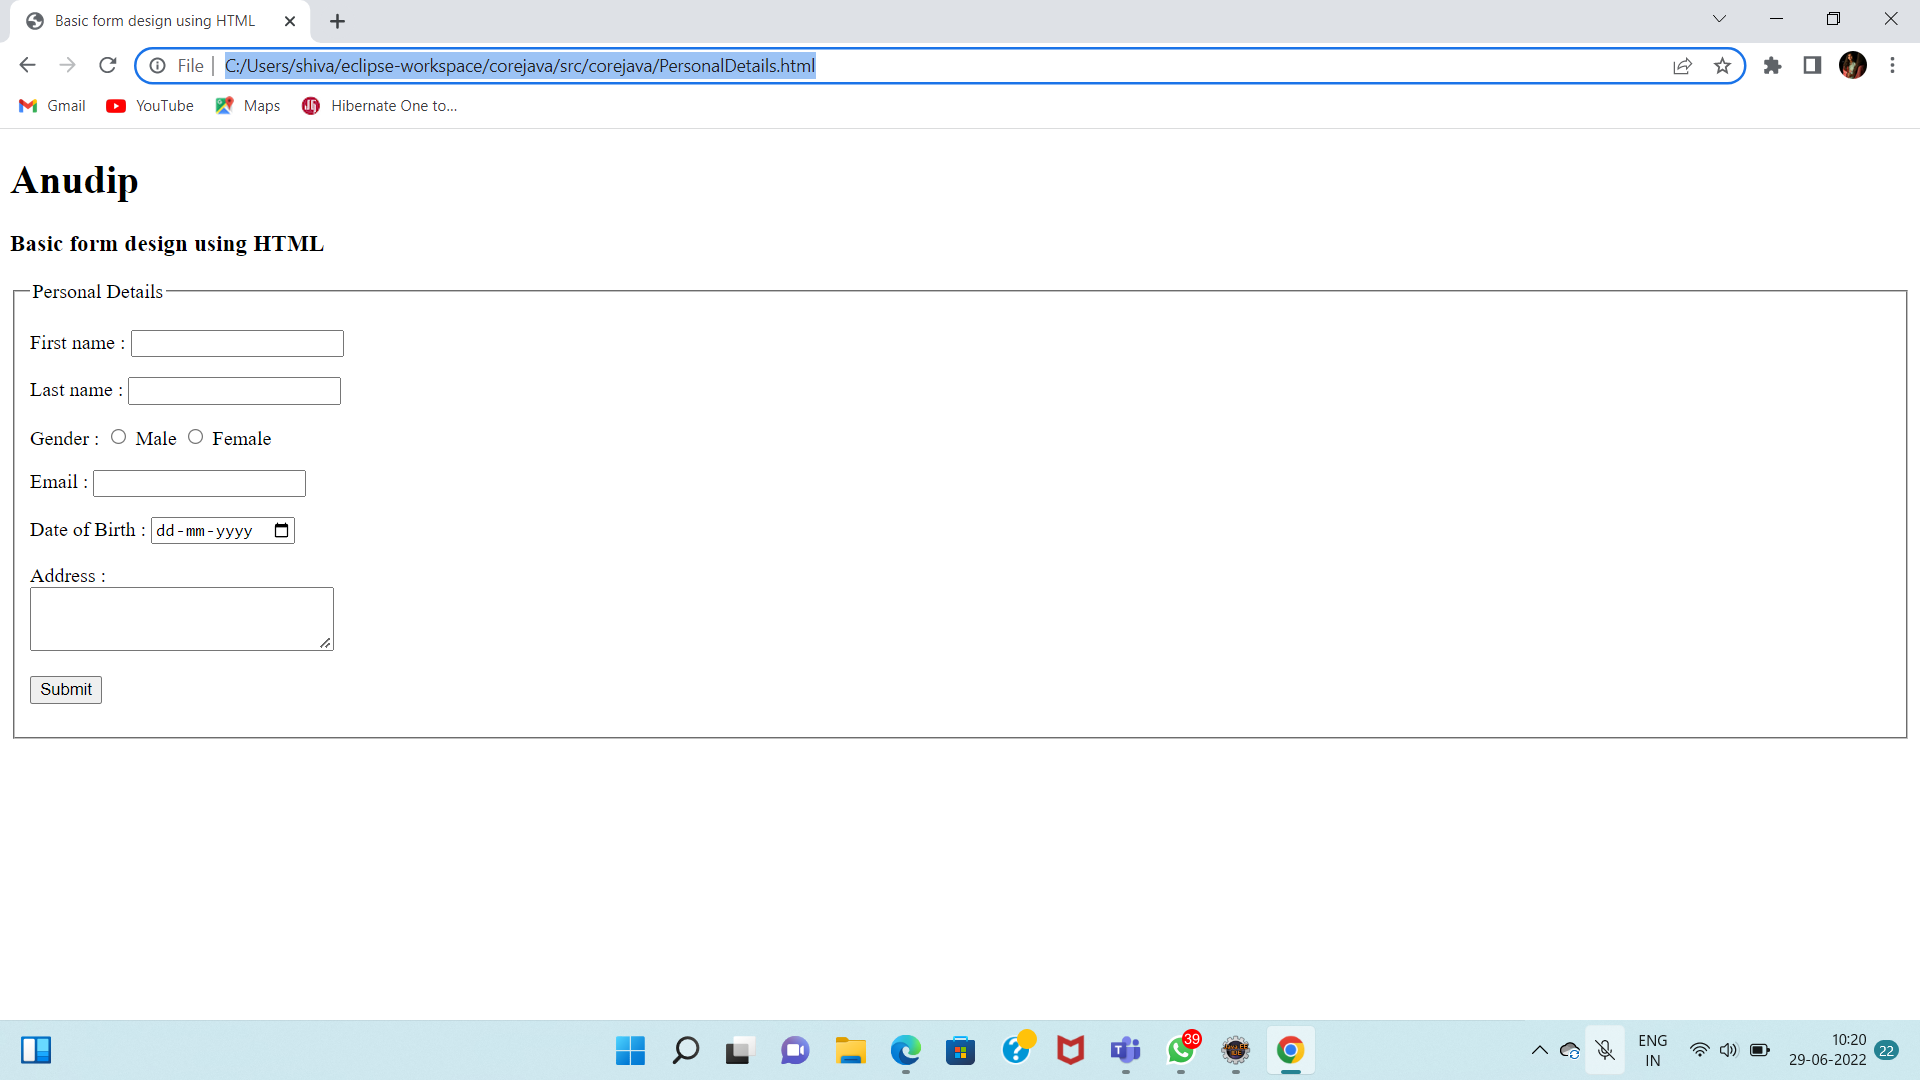 Basic form design using HTML
File
C:/Users/shiva/eclipse-workspace/corejava/src/corejava/PersonalDetails.html
Gmail
YouTube
Maps
Hibernate One to...
Anudip
Basic form design using HTML
Personal Details
First name :
Last name :
Gender : Male Female
Email :
Date of Birth : dd-mm-yyyy
Address :
Submit
39
ENG
IN
10:20
29-06-2022
22